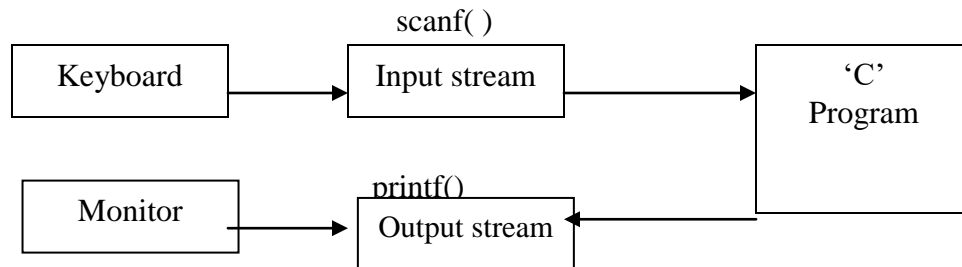 scanf( )
Keyboard
Input stream
‘C’
Program
printf()
Monitor
Output stream